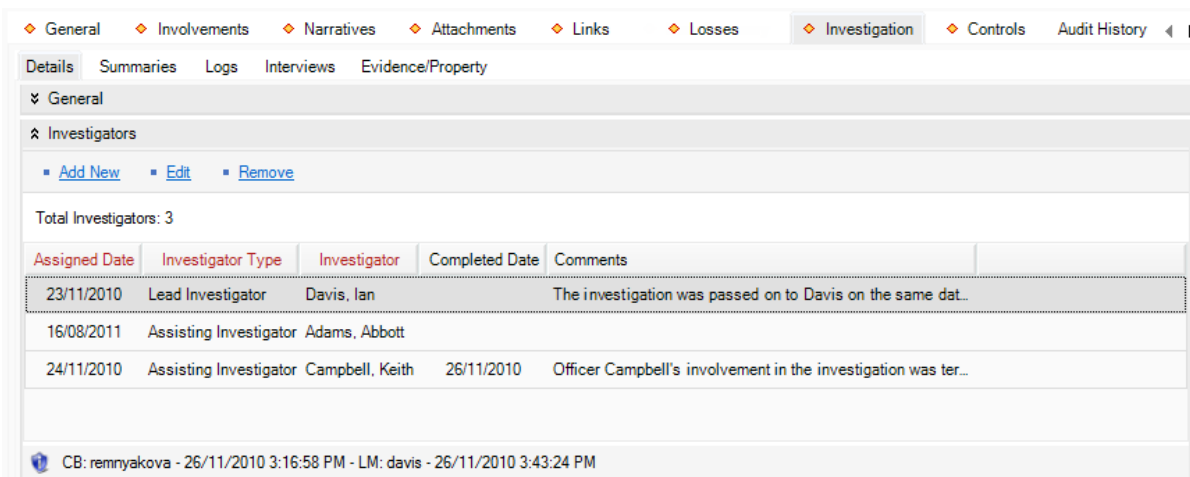 General Involvements Narratives Attachments Links Losses Investigation Controls Audit History
Details Summaries Logs Interviews Evidence/Property
General
Investigators
Add New Edit Remove
Total Investigators: 3
Assigned Date Investigator Type Investigator Completed Date Comments
23/11/2010 Lead Investigator Davis, Ian The investigation was passed on to Davis on the same dat...
16/08/2011 Assisting Investigator Adams, Abbott
24/11/2010 Assisting Investigator Campbell, Keith 26/11/2010 Officer Campbell's involvement in the investigation was ter...
CB: remnyakova - 26/11/2010 3:16:58 PM - LM: davis - 26/11/2010 3:43:24 PM